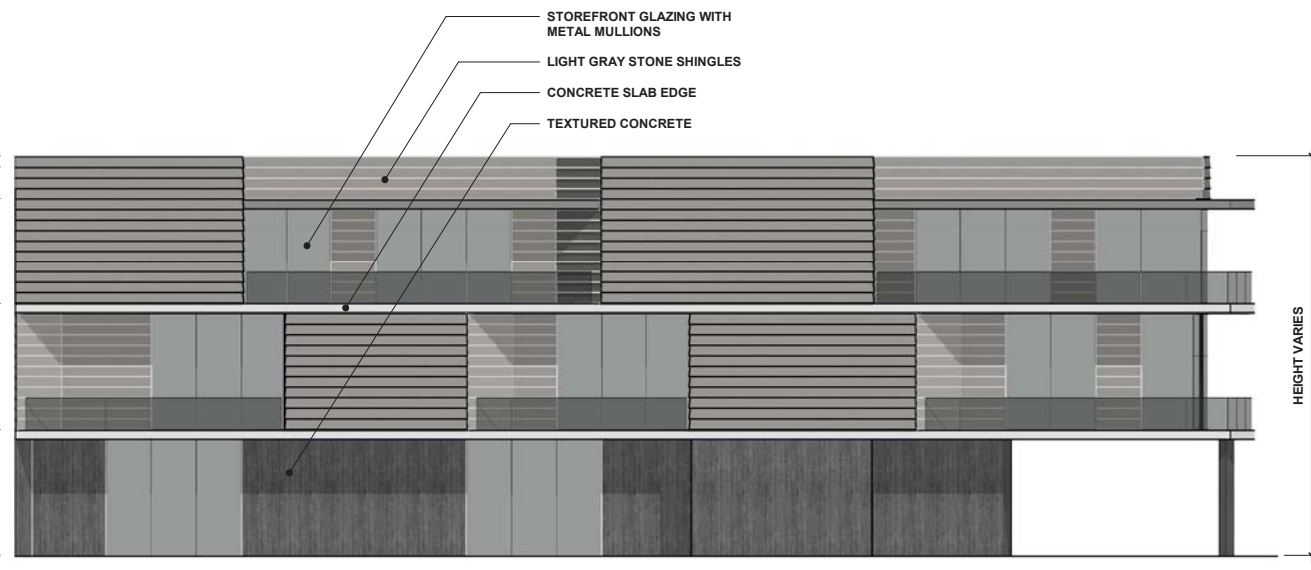 STOREFRONT GLAZING WITH
METAL MULLIONS
LIGHT GRAY STONE SHINGLES
CONCRETE SLAB EDGE
TEXTURED CONCRETE
HEIGHT VARIES